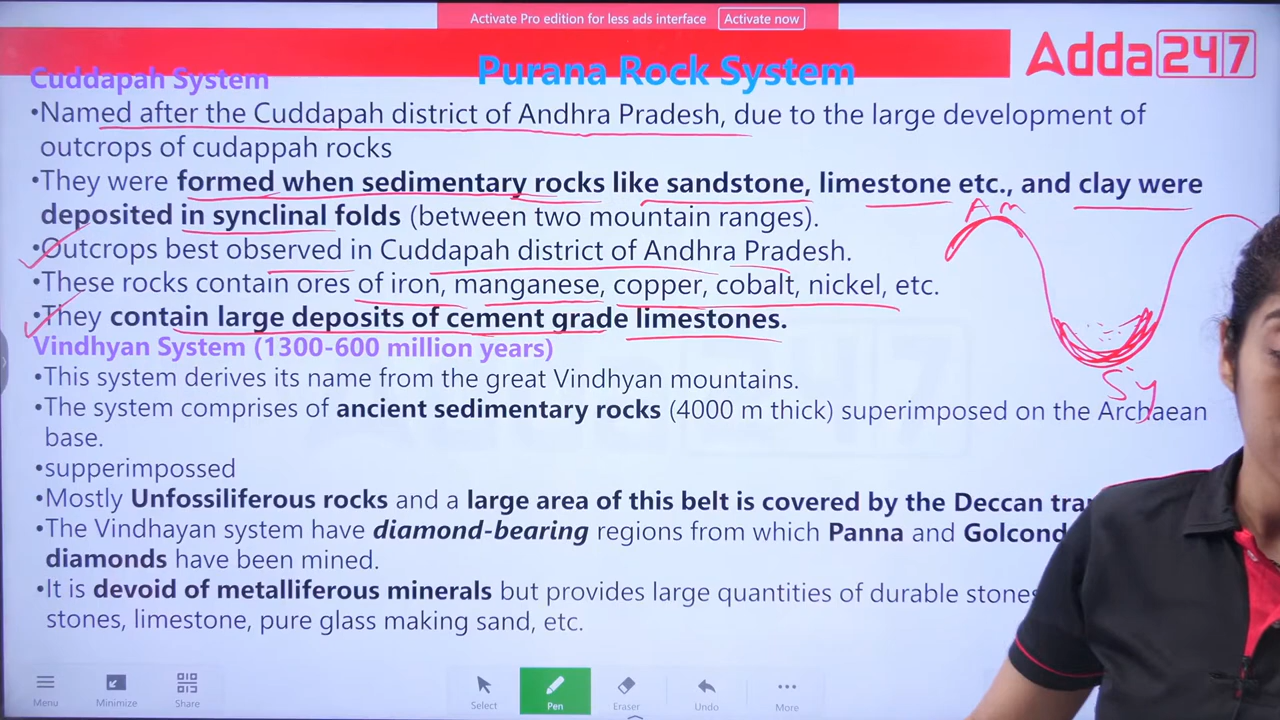 Activate Pro edition for less ads interface Activate now
Adda247
Cuddapah System
Purana Rock System
•Named after the Cuddapah district of Andhra Pradesh, due to the large development of
outcrops of cudappah rocks
•They were formed when sedimentary rocks like sandstone, limestone etc., and clay were
deposited in synclinal folds (between two mountain ranges).
•Outcrops best observed in Cuddapah district of Andhra Pradesh.
•These rocks contain ores of iron, manganese, copper, cobalt, nickel, etc.
•They contain large deposits of cement grade limestones.
Sy
Vindhyan System (1300-600 million years)
•This system derives its name from the great Vindhyan mountains.
•The system comprises of ancient sedimentary rocks (4000 m thick) superimposed on the Archaean
base.
•supperimpossed
•Mostly Unfossiliferous rocks and a large area of this belt is covered by the Deccan
•The Vindhayan system have diamond-bearing regions from which Panna and
diamonds have been mined.
•It is devoid of metalliferous minerals but provides large quantities of durable stones
stones, limestone, pure glass making sand, etc.
Menu Minimize Share Select Pen Eraser Undo More